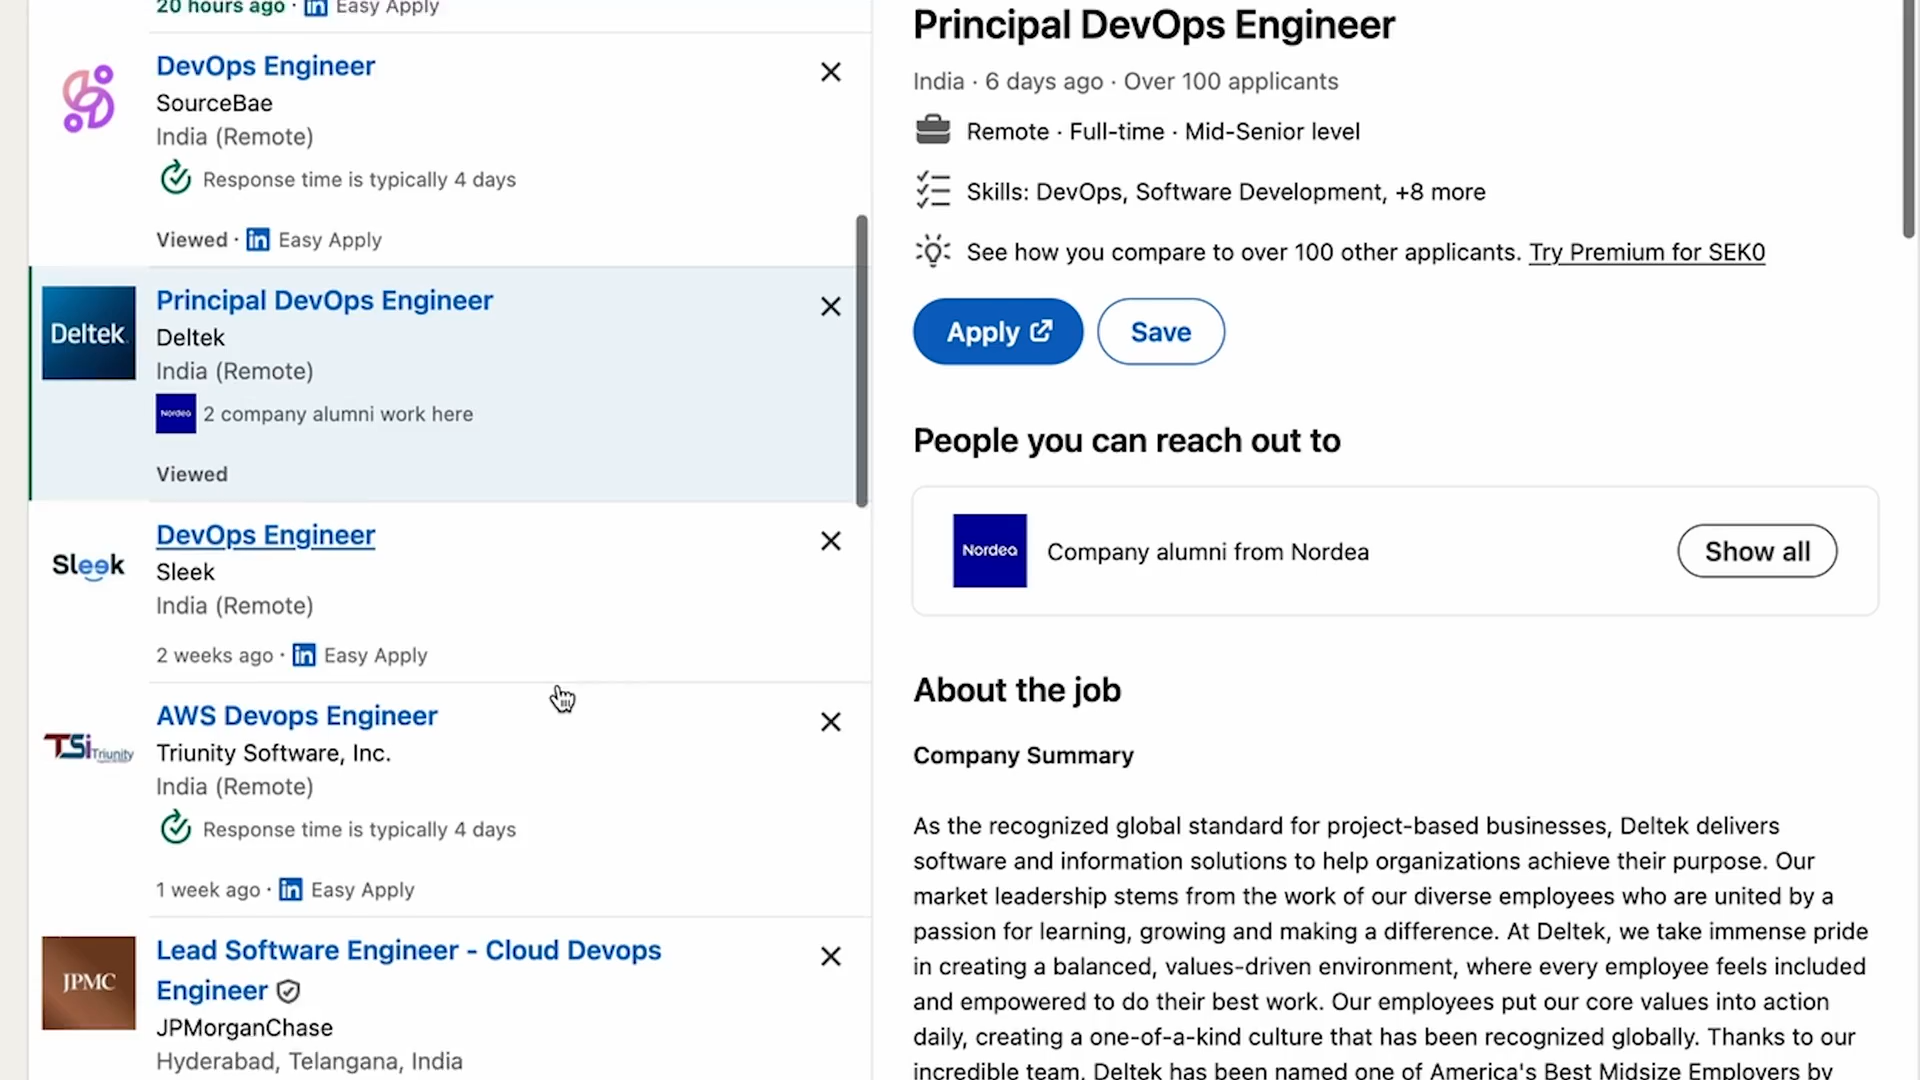 20 hours ago · in Easy Apply
DevOps Engineer
SourceBae
India (Remote)
Response time is typically 4 days
Viewed · in Easy Apply
Deltek.
Principal DevOps Engineer
Deltek
India (Remote)
Nordea 2 company alumni work here
Viewed
Sleek
DevOps Engineer
Sleek
India (Remote)
2 weeks ago · in Easy Apply
TSi Triunity
AWS Devops Engineer
Triunity Software, Inc.
India (Remote)
Response time is typically 4 days
1 week ago · in Easy Apply
JPMC
Lead Software Engineer - Cloud Devops
Engineer
JPMorganChase
Hyderabad, Telangana, India
Principal DevOps Engineer
India · 6 days ago · Over 100 applicants
Remote · Full-time · Mid-Senior level
Skills: DevOps, Software Development, +8 more
See how you compare to over 100 other applicants. Try Premium for SEK0
Apply
Save
People you can reach out to
Nordea
Company alumni from Nordea
Show all
About the job
Company Summary
As the recognized global standard for project-based businesses, Deltek delivers
software and information solutions to help organizations achieve their purpose. Our
market leadership stems from the work of our diverse employees who are united by a
passion for learning, growing and making a difference. At Deltek, we take immense pride
in creating a balanced, values-driven environment, where every employee feels included
and empowered to do their best work. Our employees put our core values into action
daily, creating a one-of-a-kind culture that has been recognized globally. Thanks to our
incredible team, Deltek has been named one of America's Best Midsize Employers by